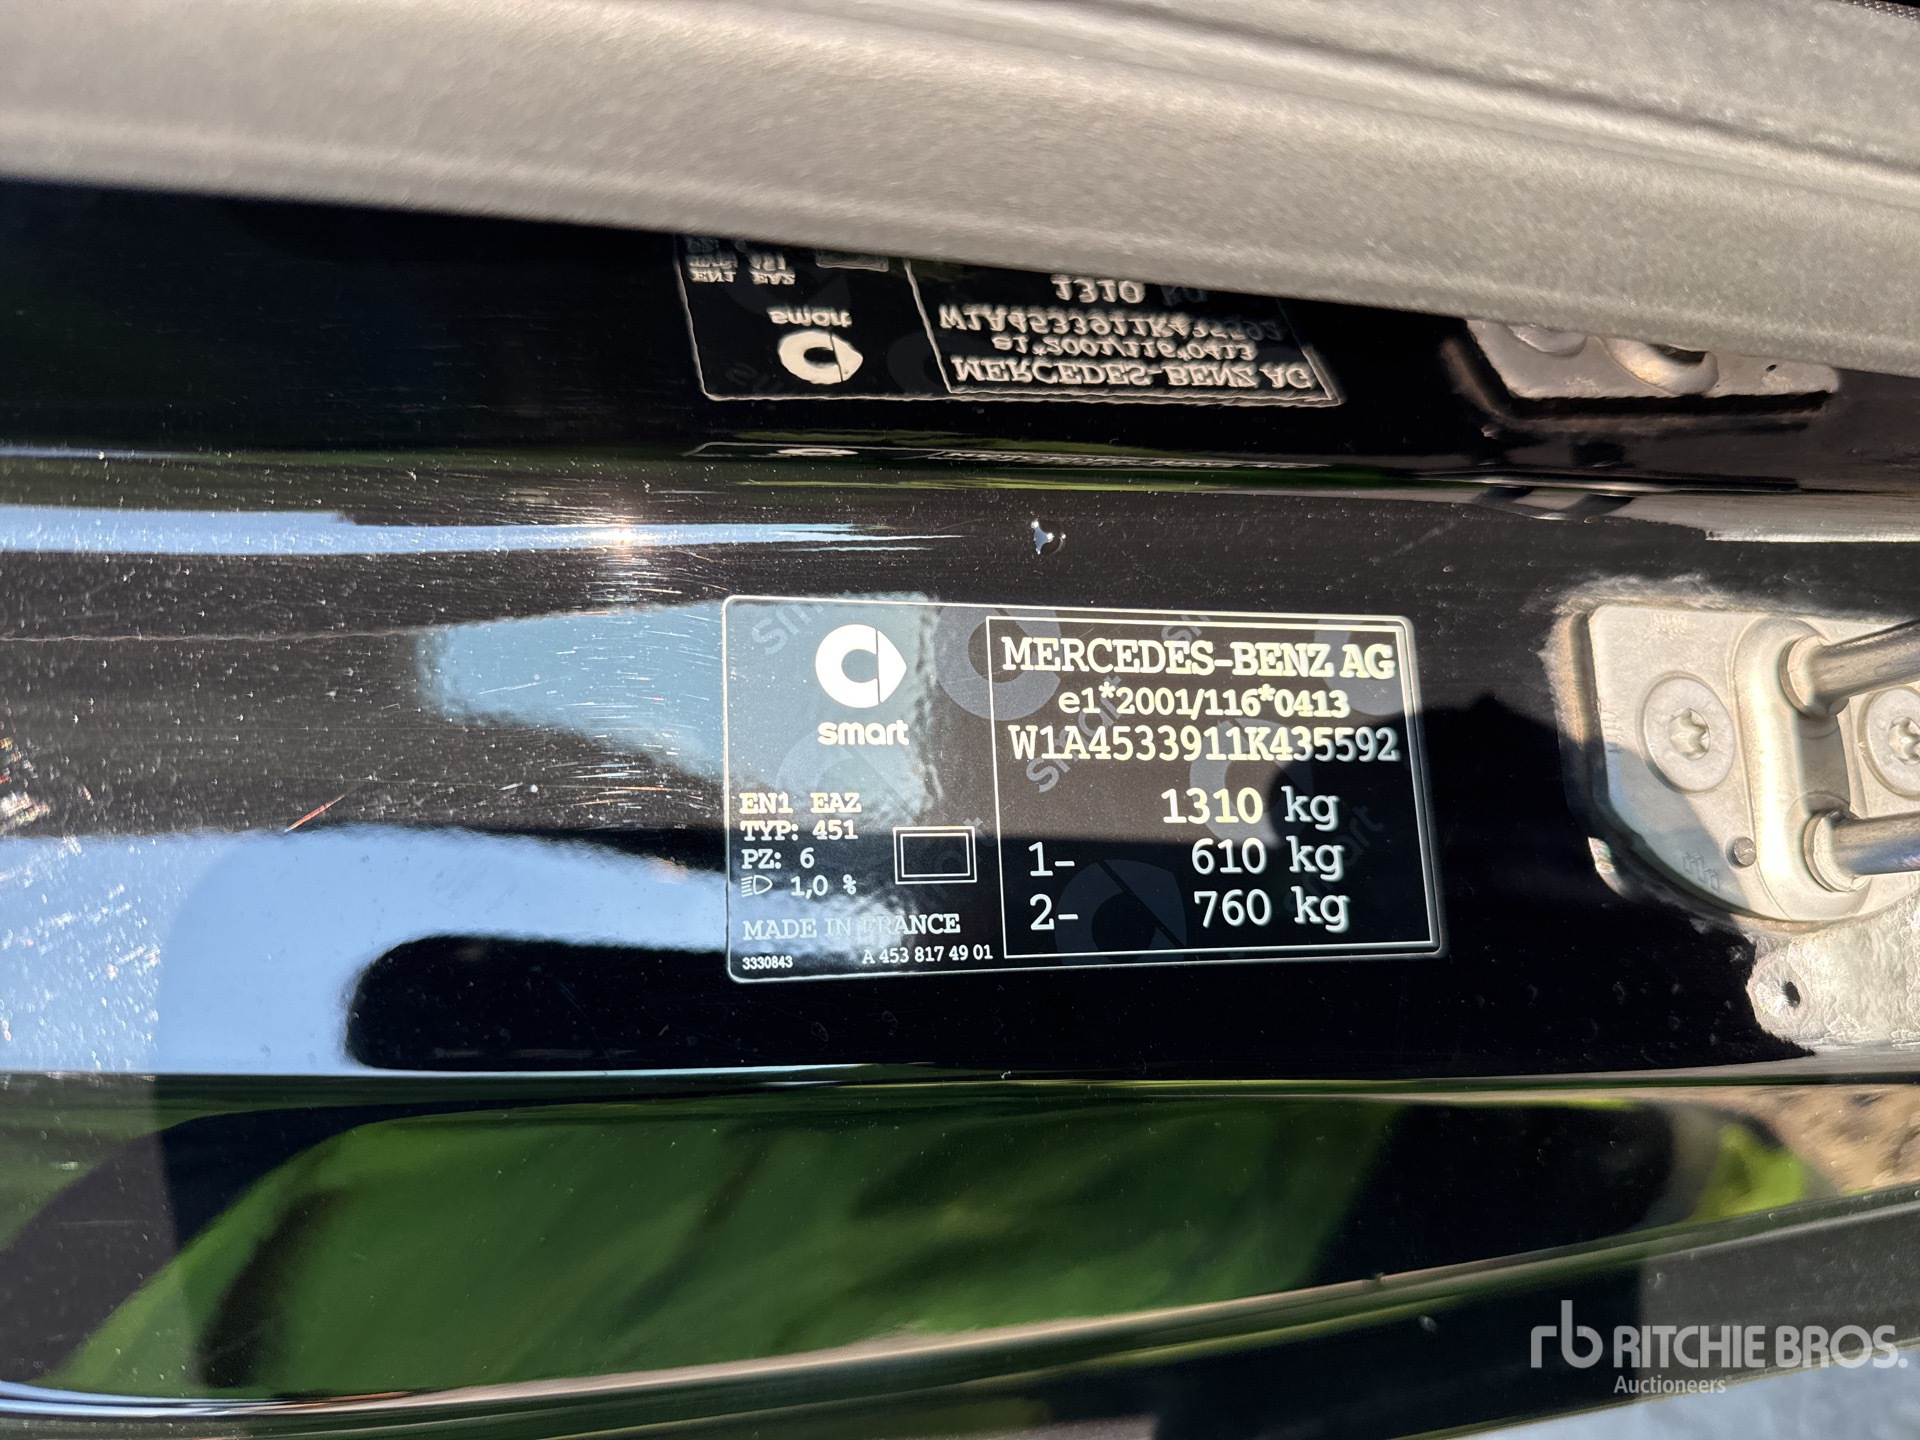 smart
EN1 EAZ
TYP: 451
PZ: 6
1,0 %
MADE IN FRANCE
3330843
A 453 817 49 01
MERCEDES-BENZ AG
e1*2001/116*0413
W1A4533911K435592
1310 kg
1- 610 kg
2- 760 kg
rb RITCHIE BROS.
Auctioneers